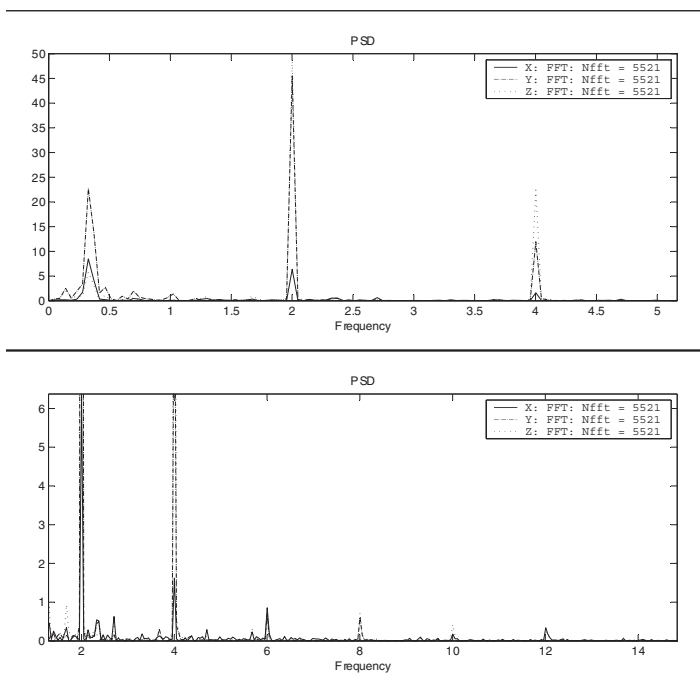 PSD
50
45
40
35
30
25
20
15
10
5
0
X: FFT: Nfft = 5521
Y: FFT: Nfft = 5521
Z: FFT: Nfft = 5521
0 0.5 1 1.5 2 2.5 3 3.5 4 4.5 5
Frequency
PSD
6
5
4
3
2
1
0
X: FFT: Nfft = 5521
Y: FFT: Nfft = 5521
Z: FFT: Nfft = 5521
2 4 6 8 10 12 14
Frequency